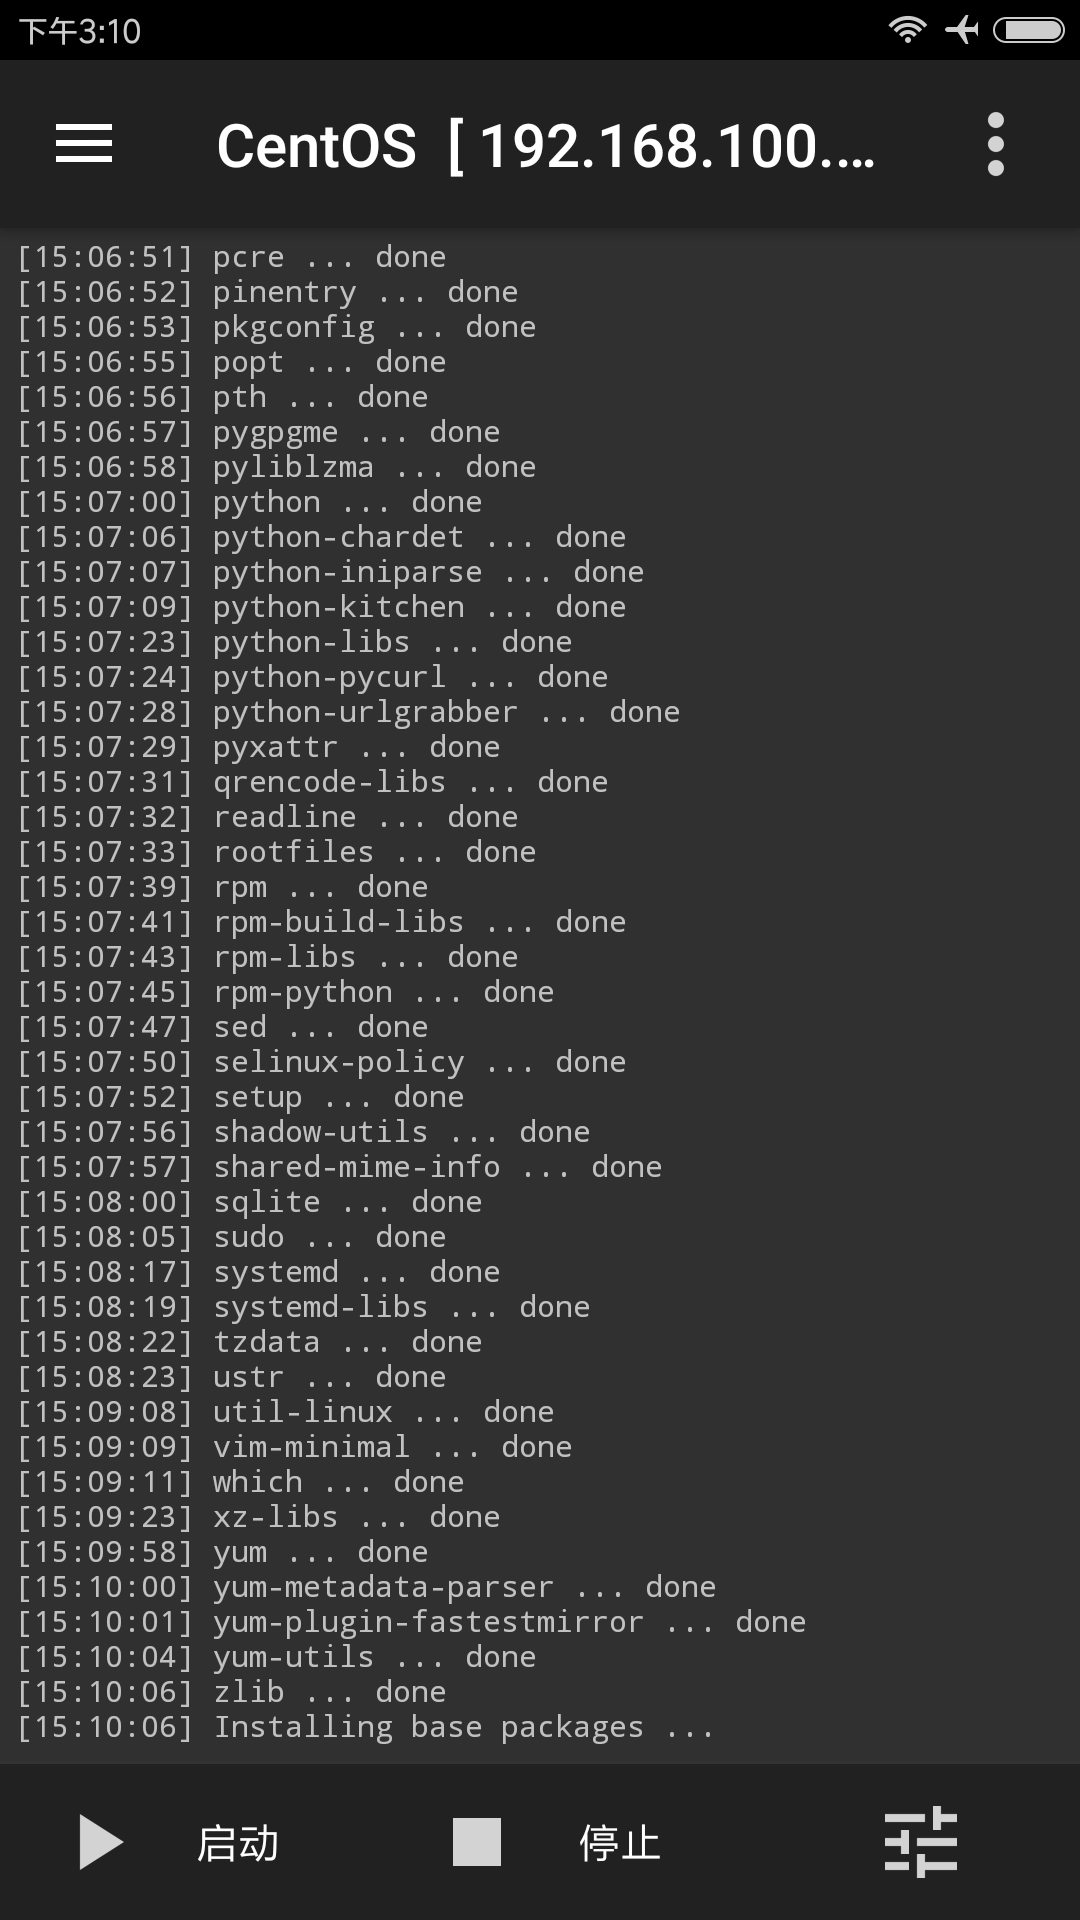 下午3:10
CentOS [ 192.168.100....
[15:06:51] pcre ... done
[15:06:52] pinentry ... done
[15:06:53] pkgconfig ... done
[15:06:55] popt ... done
[15:06:56] pth ... done
[15:06:57] pygpgme ... done
[15:06:58] pyliblzma ... done
[15:07:00] python ... done
[15:07:06] python-chardet ... done
[15:07:07] python-iniparse ... done
[15:07:09] python-kitchen ... done
[15:07:23] python-libs ... done
[15:07:24] python-pycurl ... done
[15:07:28] python-urlgrabber ... done
[15:07:29] pyxattr ... done
[15:07:31] qrencode-libs ... done
[15:07:32] readline ... done
[15:07:33] rootfiles ... done
[15:07:39] rpm ... done
[15:07:41] rpm-build-libs ... done
[15:07:43] rpm-libs ... done
[15:07:45] rpm-python ... done
[15:07:47] sed ... done
[15:07:50] selinux-policy ... done
[15:07:52] setup ... done
[15:07:56] shadow-utils ... done
[15:07:57] shared-mime-info ... done
[15:08:00] sqlite ... done
[15:08:05] sudo ... done
[15:08:17] systemd ... done
[15:08:19] systemd-libs ... done
[15:08:22] tzdata ... done
[15:08:23] ustr ... done
[15:09:08] util-linux ... done
[15:09:09] vim-minimal ... done
[15:09:11] which ... done
[15:09:23] xz-libs ... done
[15:09:58] yum ... done
[15:10:00] yum-metadata-parser ... done
[15:10:01] yum-plugin-fastestmirror ... done
[15:10:04] yum-utils ... done
[15:10:06] zlib ... done
[15:10:06] Installing base packages ...
启动 停止